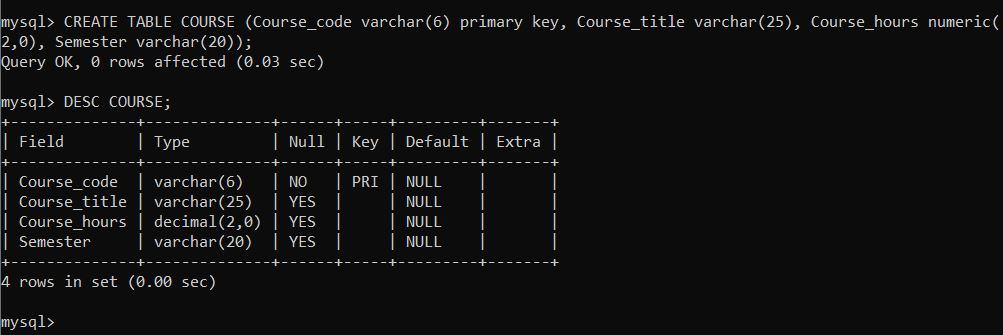 mysql> CREATE TABLE COURSE (Course_code varchar(6) primary key, Course_title varchar(25), Course_hours numeric(
2,0), Semester varchar(20));
Query OK, 0 rows affected (0.03 sec)

mysql> DESC COURSE;
+--------------+--------------+------+-----+---------+-------+
| Field        | Type         | Null | Key | Default | Extra |
+--------------+--------------+------+-----+---------+-------+
| Course_code  | varchar(6)   | NO   | PRI | NULL    |       |
| Course_title | varchar(25)  | YES  |     | NULL    |       |
| Course_hours | decimal(2,0) | YES  |     | NULL    |       |
| Semester     | varchar(20)  | YES  |     | NULL    |       |
+--------------+--------------+------+-----+---------+-------+
4 rows in set (0.00 sec)

mysql>